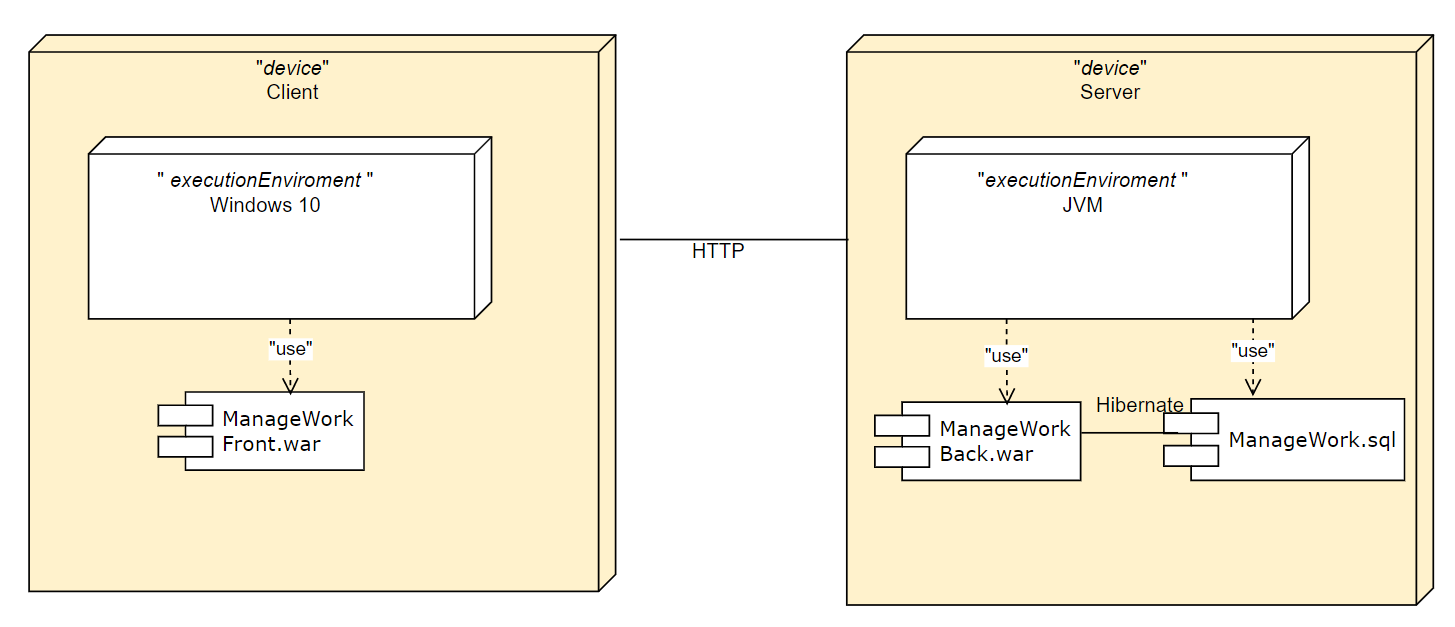 "device"
Client
" executionEnviroment "
Windows 10
"use"
ManageWork
Front.war
HTTP
"device"
Server
"executionEnviroment "
JVM
"use"
"use"
Hibernate
ManageWork
Back.war
ManageWork.sql